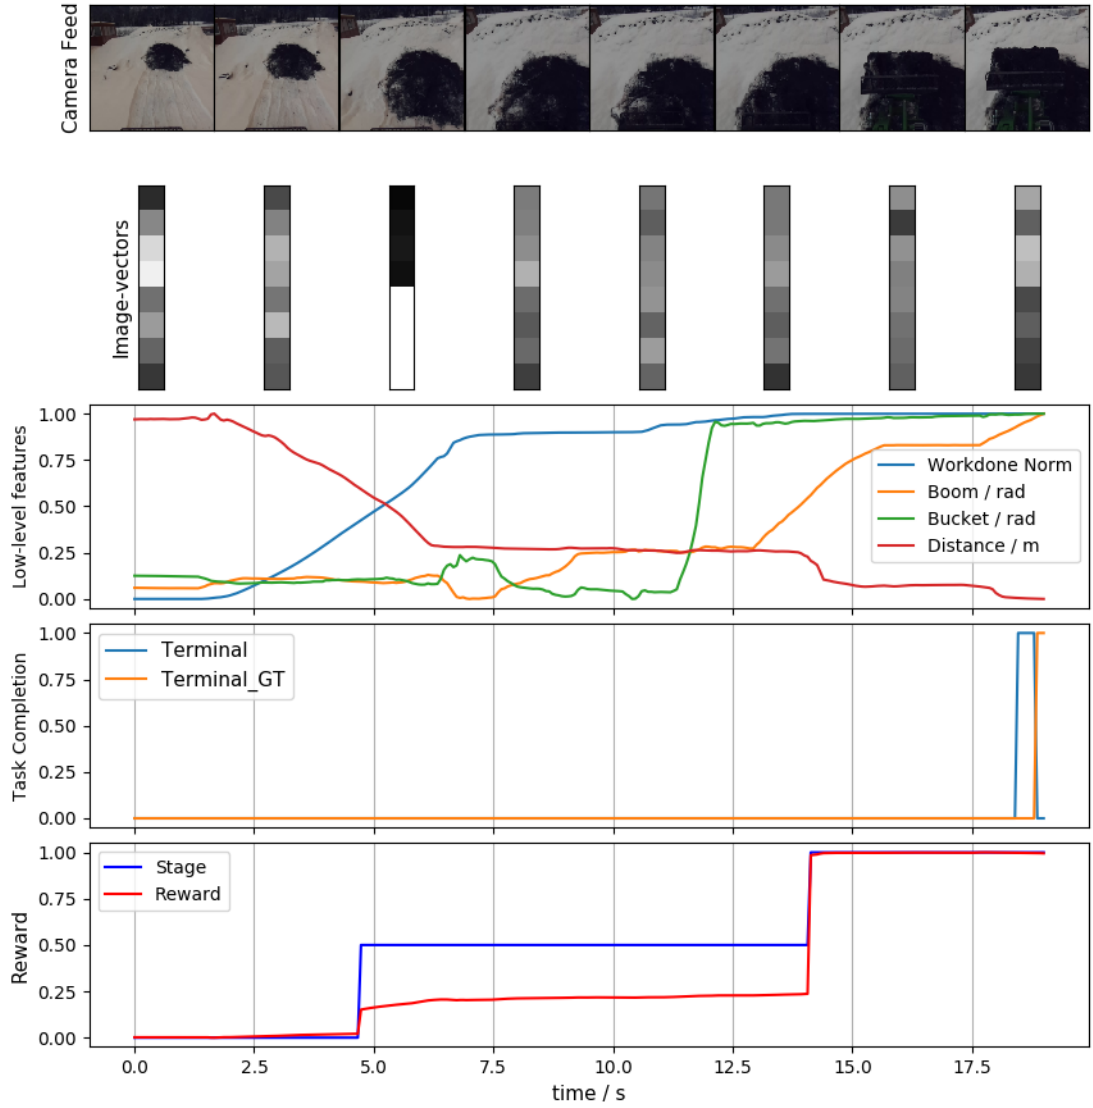 Camera Feed
Image-vectors
Low-level features
1.00
0.75
0.50
0.25
0.00
Workdone Norm
Boom / rad
Bucket / rad
Distance / m
Task Completion
1.00
0.75
0.50
0.25
0.00
Terminal
Terminal_GT
Reward
1.00
0.75
0.50
0.25
0.00
Stage
Reward
0.0 2.5 5.0 7.5 10.0 12.5 15.0 17.5
time / s